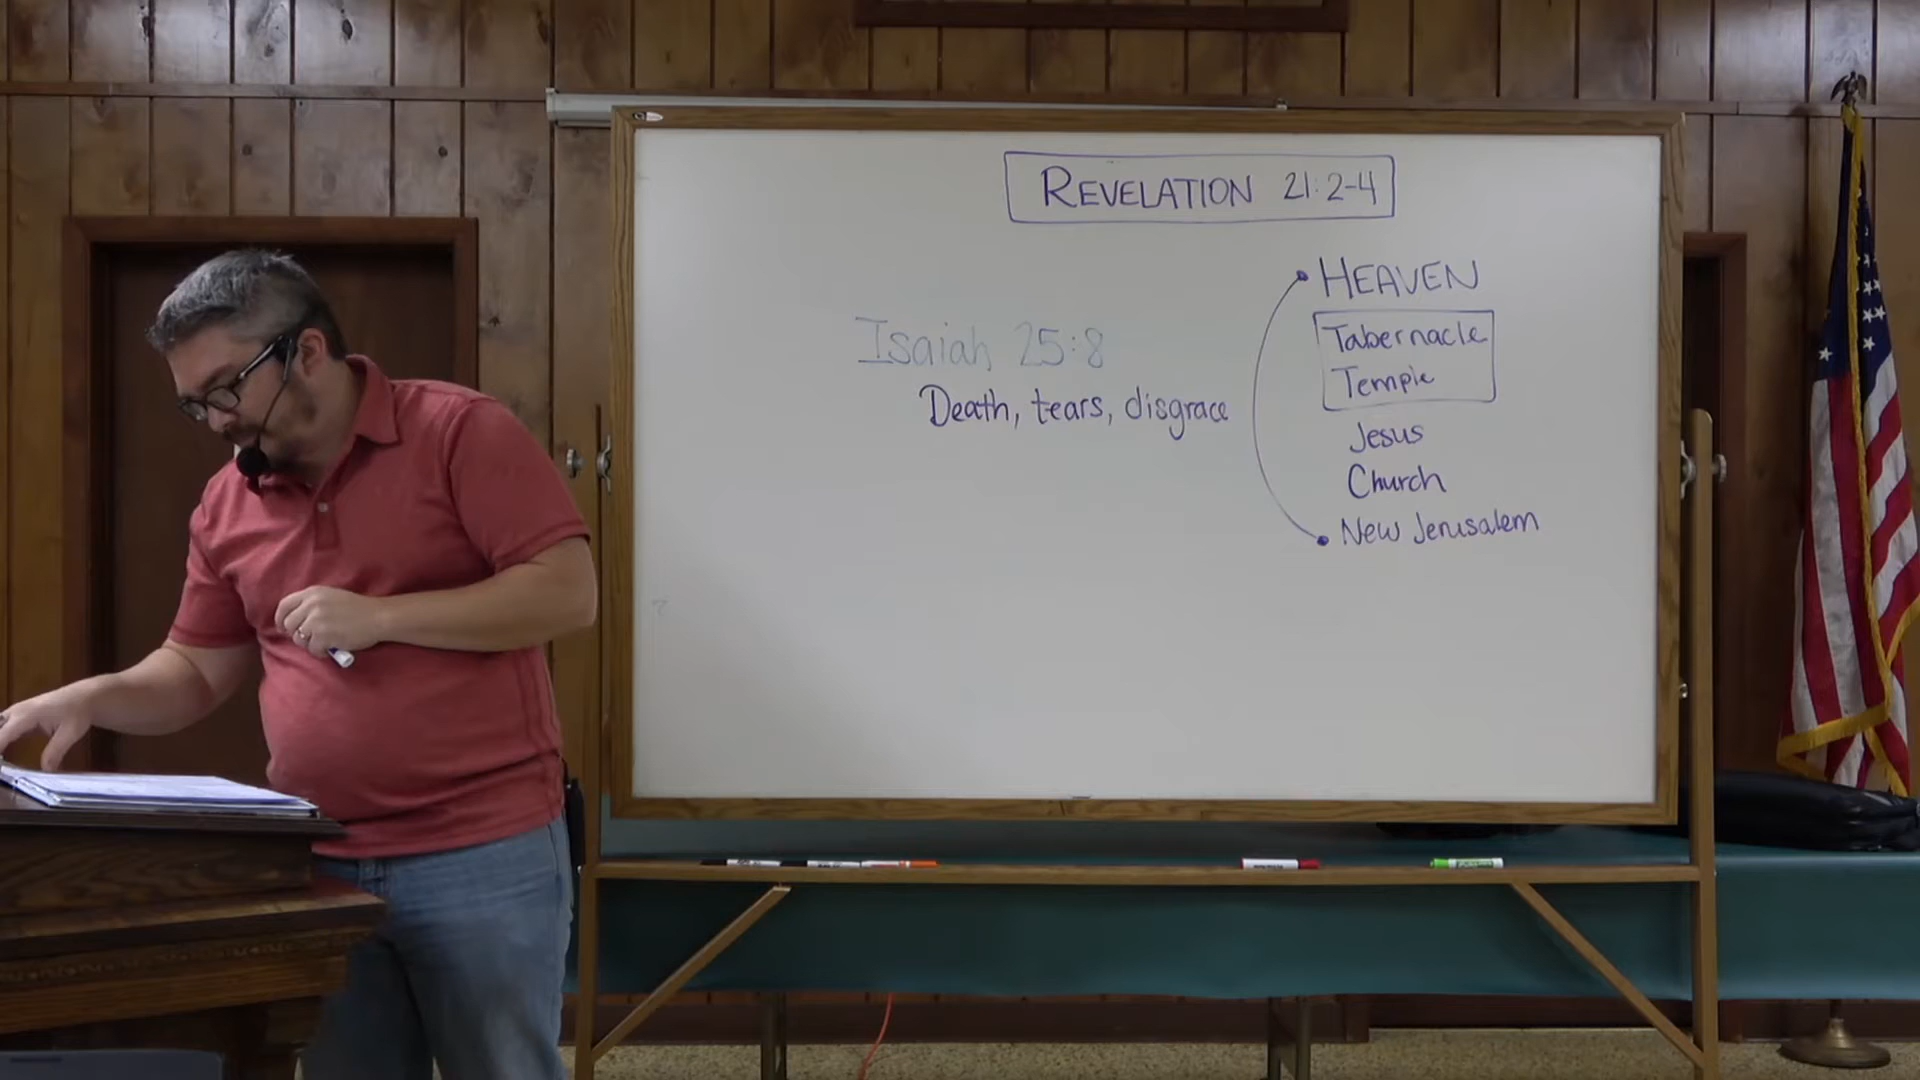 REVELATION 21:2-4
Isaiah 25:8
Death, tears, disgrace
HEAVEN
Tabernacle
Temple
Jesus
Church
New Jerusalem